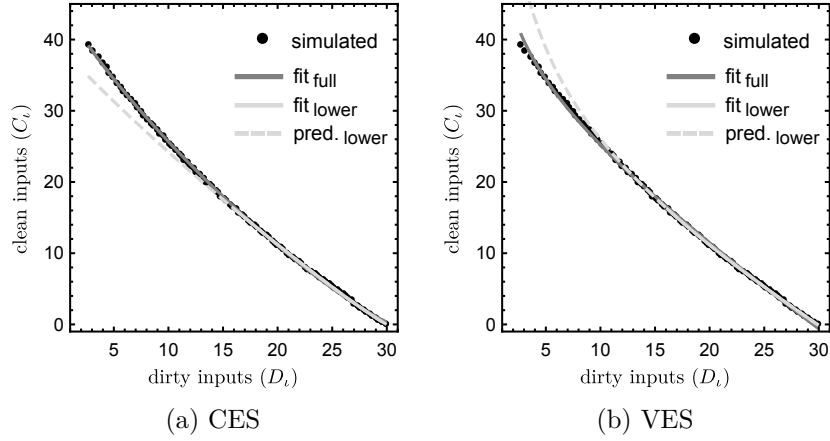 40
30
20
10
0
5
10
15
20
25
30
clean inputs (Cι)
dirty inputs (Dι)
simulated
fit full
fit lower
pred. lower
(a) CES
40
30
20
10
0
5
10
15
20
25
30
clean inputs (Cι)
dirty inputs (Dι)
simulated
fit full
fit lower
pred. lower
(b) VES